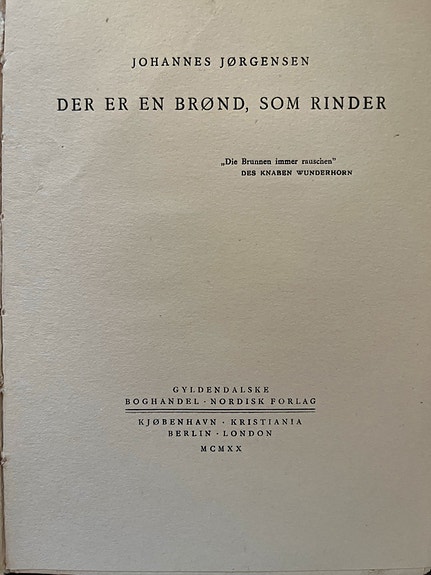 JOHANNES JØRGENSEN
DER ER EN BRØND, SOM RINDER
„Die Brunnen immer rauschen”
DES KNABEN WUNDERHORN
GYLDENDALSKE
BOGHANDEL · NORDISK FORLAG
KJØBENHAVN · KRISTIANIA
BERLIN · LONDON
MCMXX